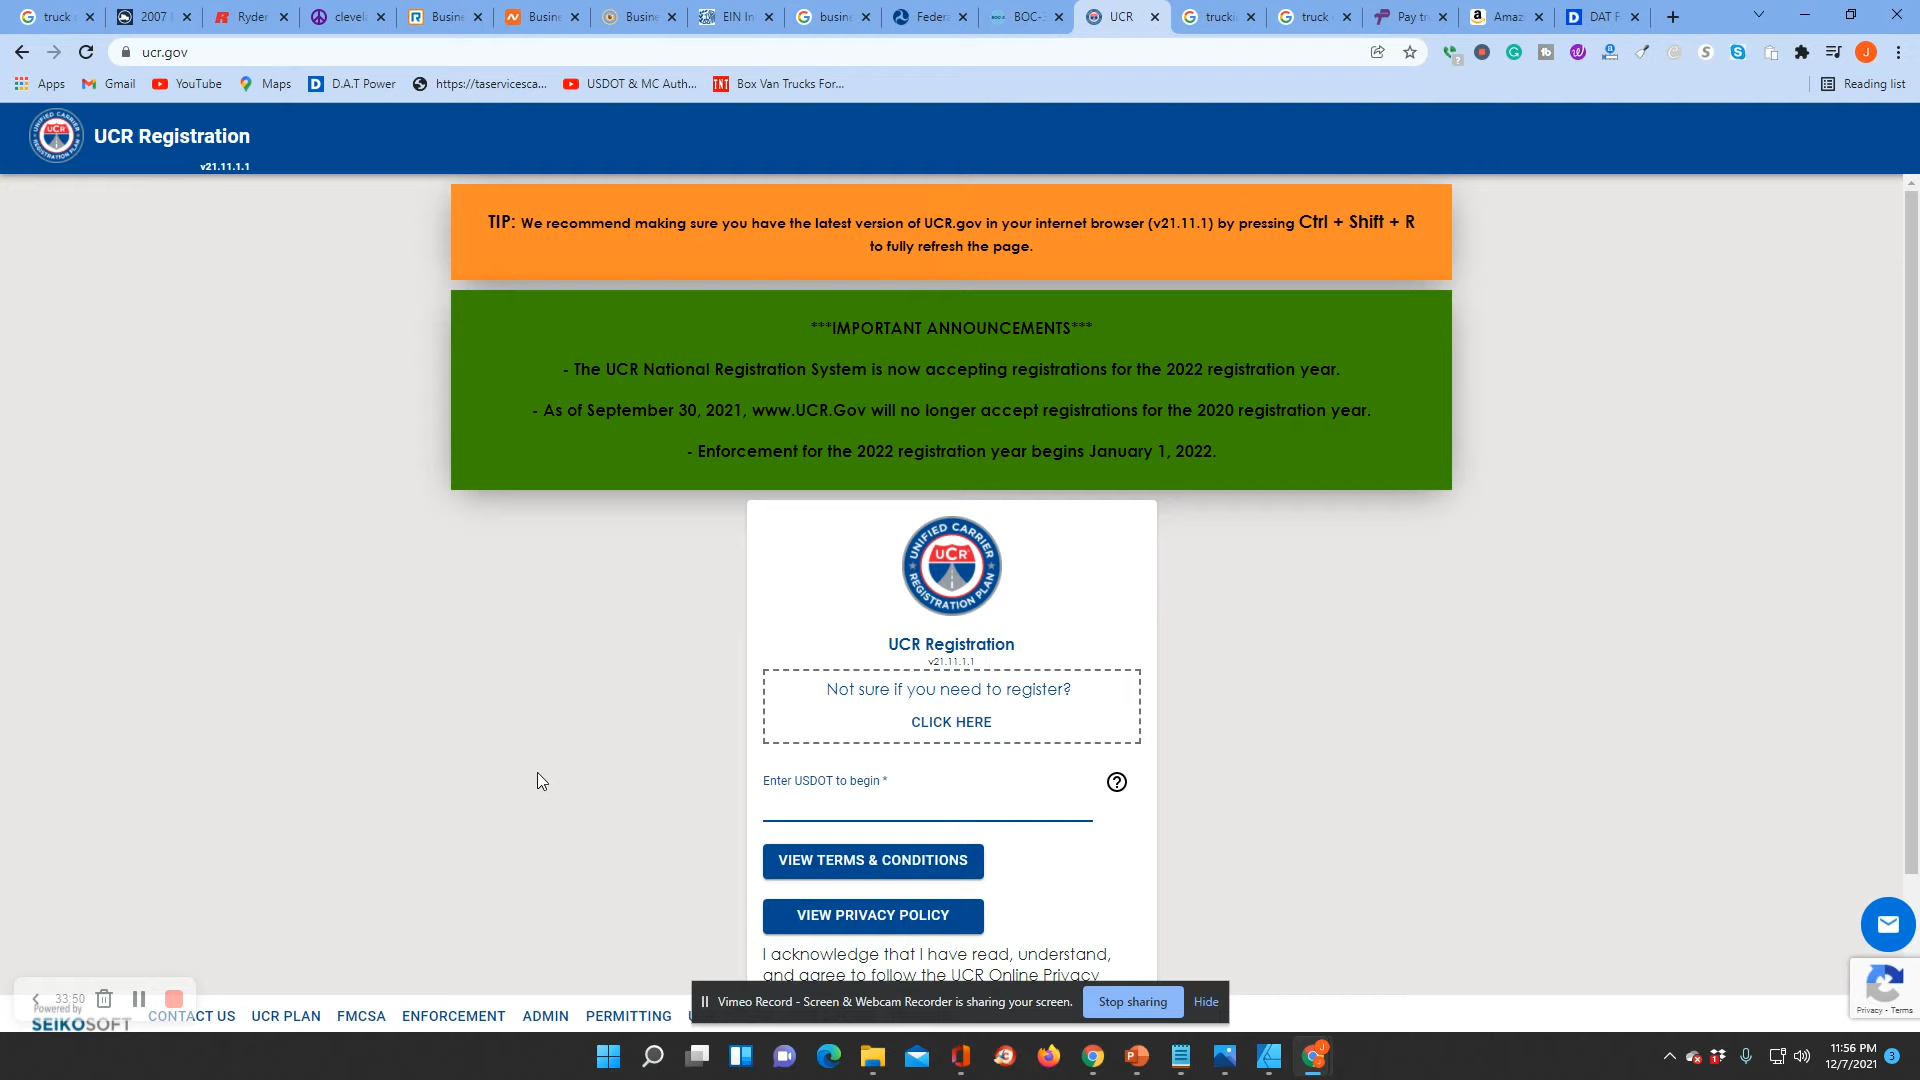 truck
2007
Ryder
clevel
Busine
Busine
Busine
EIN In
busine
Federa
BOC-3
UCR
trucki
truck
Pay tr
Amaz
DAT F
ucr.gov
Apps
Gmail
YouTube
Maps
D.A.T Power
https://taservicesca...
USDOT & MC Auth...
TNT
Box Van Trucks For...
Reading list
UCR Registration
v21.11.1.1
TIP: We recommend making sure you have the latest version of UCR.gov in your internet browser (v21.11.1) by pressing Ctrl + Shift + R
to fully refresh the page.
***IMPORTANT ANNOUNCEMENTS***
- The UCR National Registration System is now accepting registrations for the 2022 registration year.
- As of September 30, 2021, www.UCR.Gov will no longer accept registrations for the 2020 registration year.
- Enforcement for the 2022 registration year begins January 1, 2022.
UNIFIED CARRIER
UCR
REGISTRATION PLAN
UCR Registration
v21.11.1.1
Not sure if you need to register?
CLICK HERE
Enter USDOT to begin *
VIEW TERMS & CONDITIONS
VIEW PRIVACY POLICY
I acknowledge that I have read, understand,
and agree to follow the UCR Online Privacy
33:50
Powered by
SEIKOSOFT
CONTACT US
UCR PLAN
FMCSA
ENFORCEMENT
ADMIN
PERMITTING
Vimeo Record - Screen & Webcam Recorder is sharing your screen.
Stop sharing
Hide
Privacy - Terms
11:56 PM
12/7/2021
3